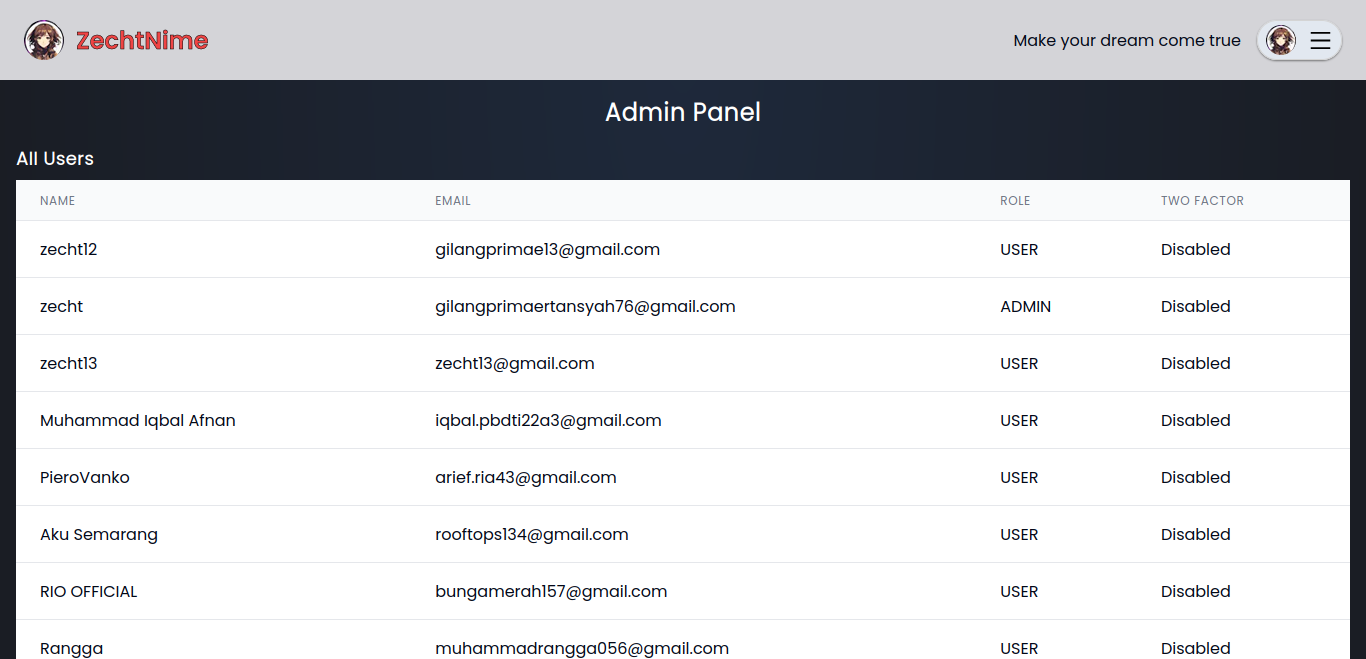 ZechtNime
Make your dream come true
Admin Panel
All Users
NAME EMAIL ROLE TWO FACTOR
zecht12 gilangprimae13@gmail.com USER Disabled
zecht gilangprimaertansyah76@gmail.com ADMIN Disabled
zecht13 zecht13@gmail.com USER Disabled
Muhammad Iqbal Afnan iqbal.pbdti22a3@gmail.com USER Disabled
PieroVanko arief.ria43@gmail.com USER Disabled
Aku Semarang rooftops134@gmail.com USER Disabled
RIO OFFICIAL bungamerah157@gmail.com USER Disabled
Rangga muhammadrangga056@gmail.com USER Disabled